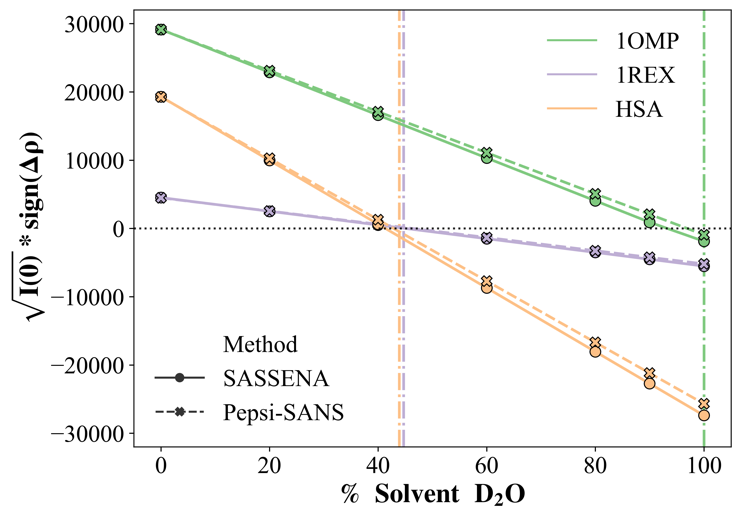 30000
20000
10000
0
−10000
−20000
−30000
√I(0) * sign(Δρ)
1OMP
1REX
HSA
Method
SASSENA
Pepsi-SANS
0 20 40 60 80 100
% Solvent D₂O